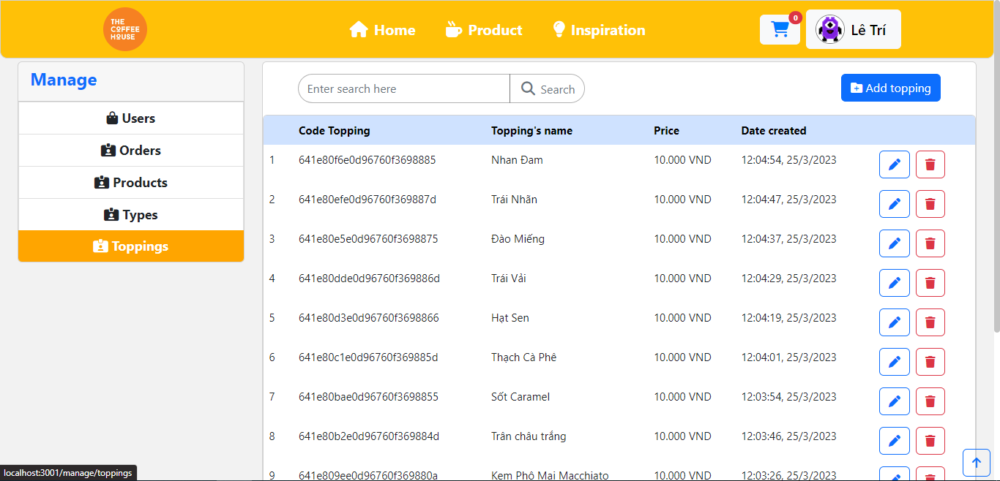 THE
COFFEE
HOUSE
Home
Product
Inspiration
0
Lê Trí
Manage
Users
Orders
Products
Types
Toppings
Enter search here
Search
Add topping
Code Topping Topping's name Price Date created
1 641e80f6e0d96760f3698885 Nhan Đam 10.000 VND 12:04:54, 25/3/2023
2 641e80efe0d96760f369887d Trái Nhãn 10.000 VND 12:04:47, 25/3/2023
3 641e80e5e0d96760f3698875 Đào Miếng 10.000 VND 12:04:37, 25/3/2023
4 641e80dde0d96760f369886d Trái Vải 10.000 VND 12:04:29, 25/3/2023
5 641e80d3e0d96760f3698866 Hạt Sen 10.000 VND 12:04:19, 25/3/2023
6 641e80c1e0d96760f369885d Thạch Cà Phê 10.000 VND 12:04:01, 25/3/2023
7 641e80bae0d96760f3698855 Sốt Caramel 10.000 VND 12:03:54, 25/3/2023
8 641e80b2e0d96760f369884d Trân châu trắng 10.000 VND 12:03:46, 25/3/2023
9 641e809ee0d96760f369880a Kem Phô Mai Macchiato 10.000 VND 12:03:26, 25/3/2023
localhost:3001/manage/toppings